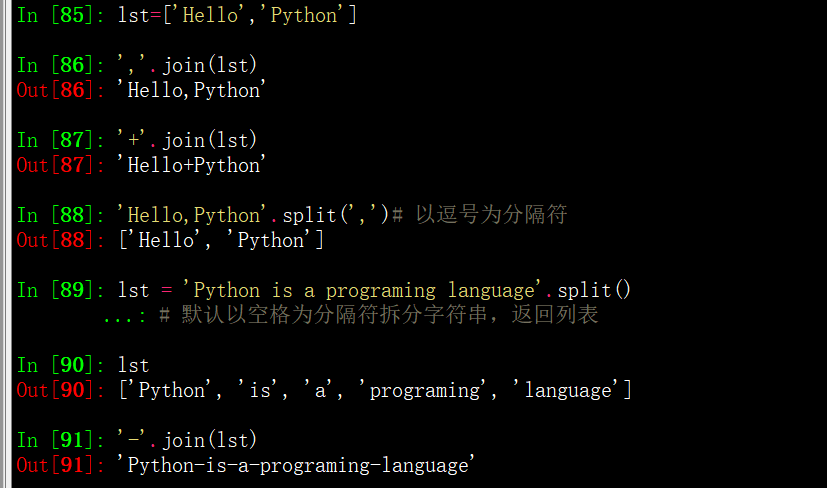 In [85]: lst=['Hello','Python']
In [86]: ','.join(lst)
Out[86]: 'Hello,Python'
In [87]: '+'.join(lst)
Out[87]: 'Hello+Python'
In [88]: 'Hello,Python'.split(',')# 以逗号为分隔符
Out[88]: ['Hello', 'Python']
In [89]: lst = 'Python is a programing language'.split()
...: # 默认以空格为分隔符拆分字符串，返回列表
In [90]: lst
Out[90]: ['Python', 'is', 'a', 'programing', 'language']
In [91]: '-'.join(lst)
Out[91]: 'Python-is-a-programing-language'